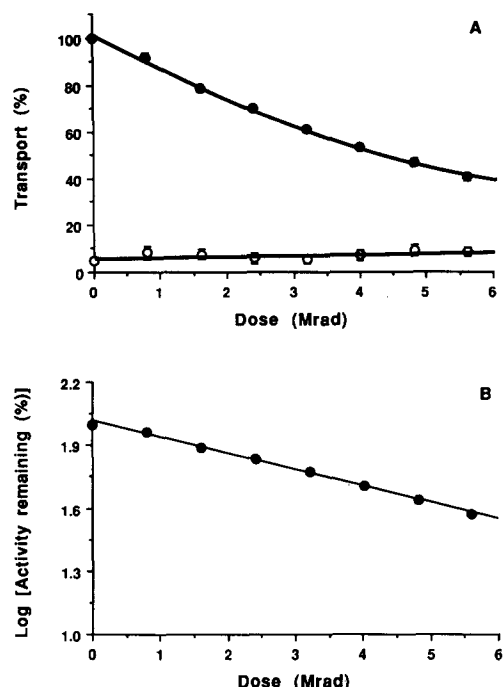 A
Transport (%)
100
80
60
40
20
0
0 1 2 3 4 5 6
Dose (Mrad)
B
Log [Activity remaining (%)]
2.2
1.9
1.6
1.3
1.0
0 1 2 3 4 5 6
Dose (Mrad)